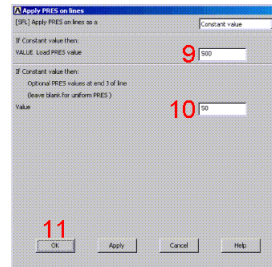 Apply PRES on lines
[SFL] Apply PRES on lines as a Constant value
If Constant value then:
VALUE Load PRES value 9 500
If Constant value then:
Optional PRES values at end J of line
(leave blank for uniform PRES )
Value 10 50
11
OK Apply Cancel Help